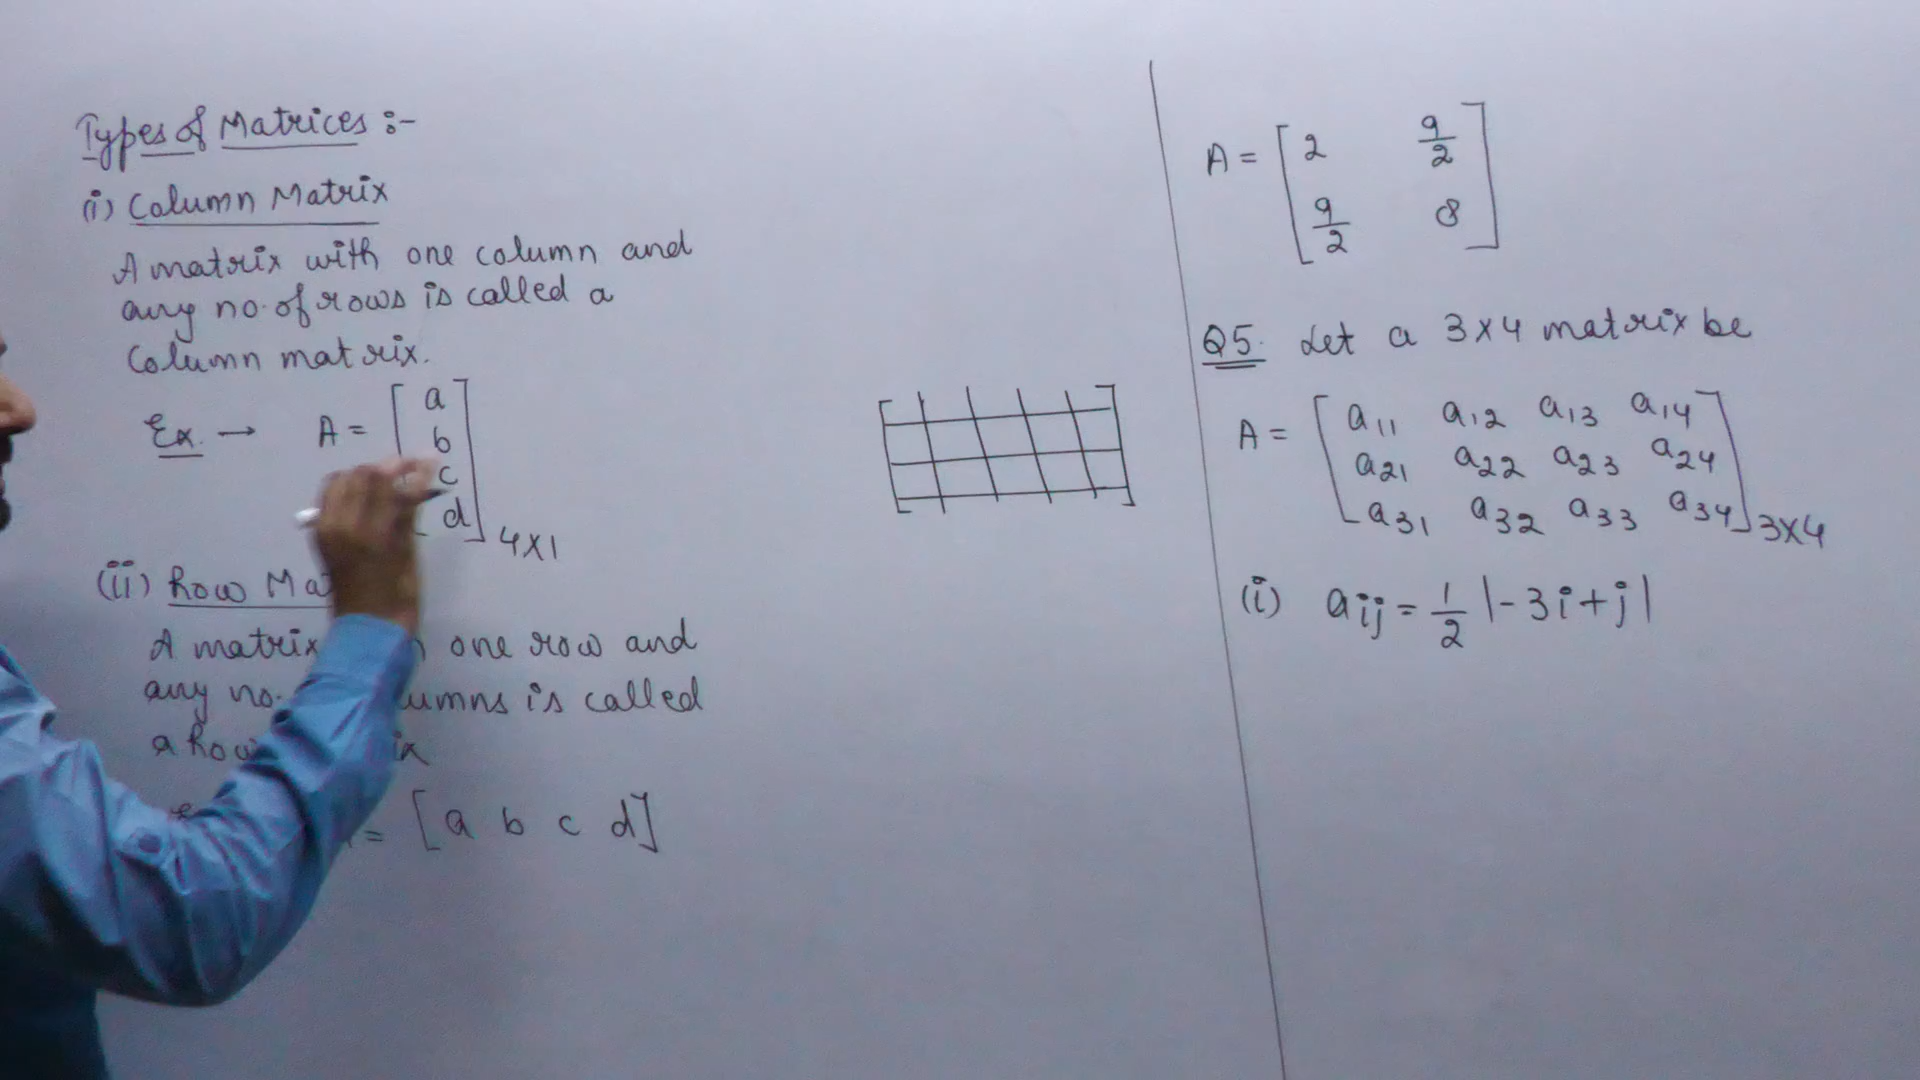 Types of Matrices :-
(i) Column Matrix
A matrix with one column and
any no. of rows is called a
Column matrix.
Ex. → A = [a
b
c
d] 4×1
(ii) Row
A matrix one row and
any no. is called
a
= [a b c d]
A = [2 9/2
9/2 8]
Q5. Let a 3×4 matrix be
A = [a11 a12 a13 a14
a21 a22 a23 a24
a31 a32 a33 a34] 3×4
(i) aij = 1/2 |-3i+j|